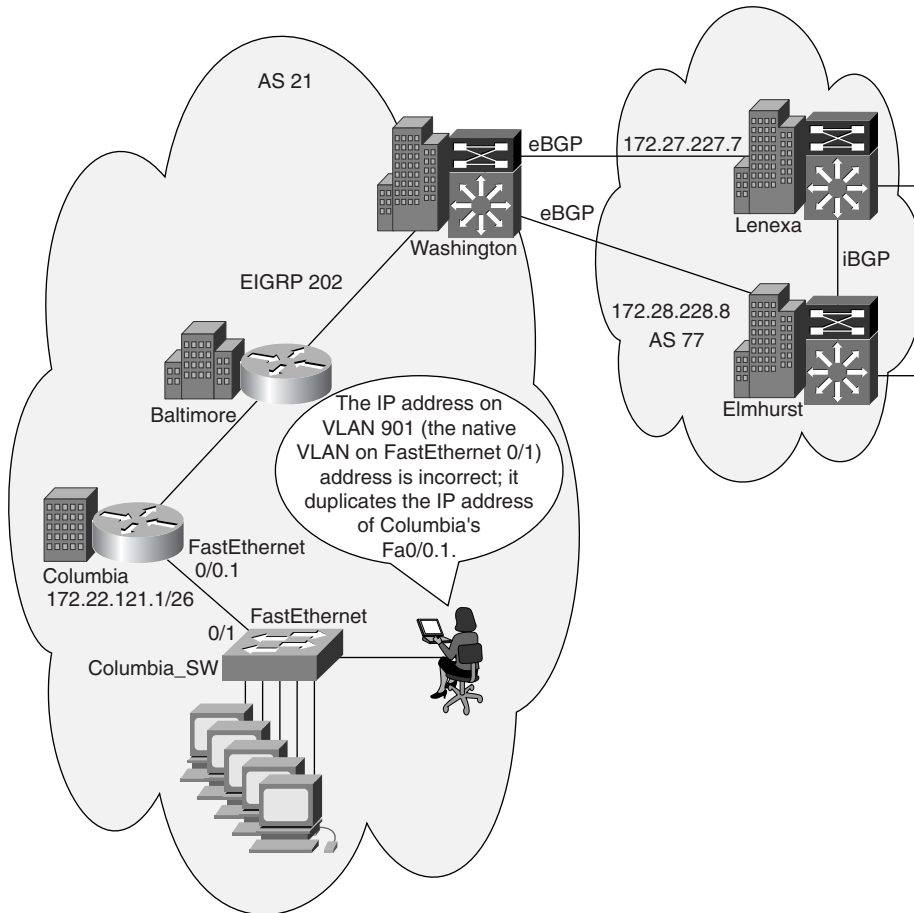 AS 21
eBGP
172.27.227.7
eBGP
Lenexa
Washington
iBGP
EIGRP 202
172.28.228.8
AS 77
Baltimore
Elmhurst
The IP address on
VLAN 901 (the native
VLAN on FastEthernet 0/1)
address is incorrect; it
duplicates the IP address
of Columbia's
Fa0/0.1.
FastEthernet
0/0.1
Columbia
172.22.121.1/26
FastEthernet
0/1
Columbia_SW